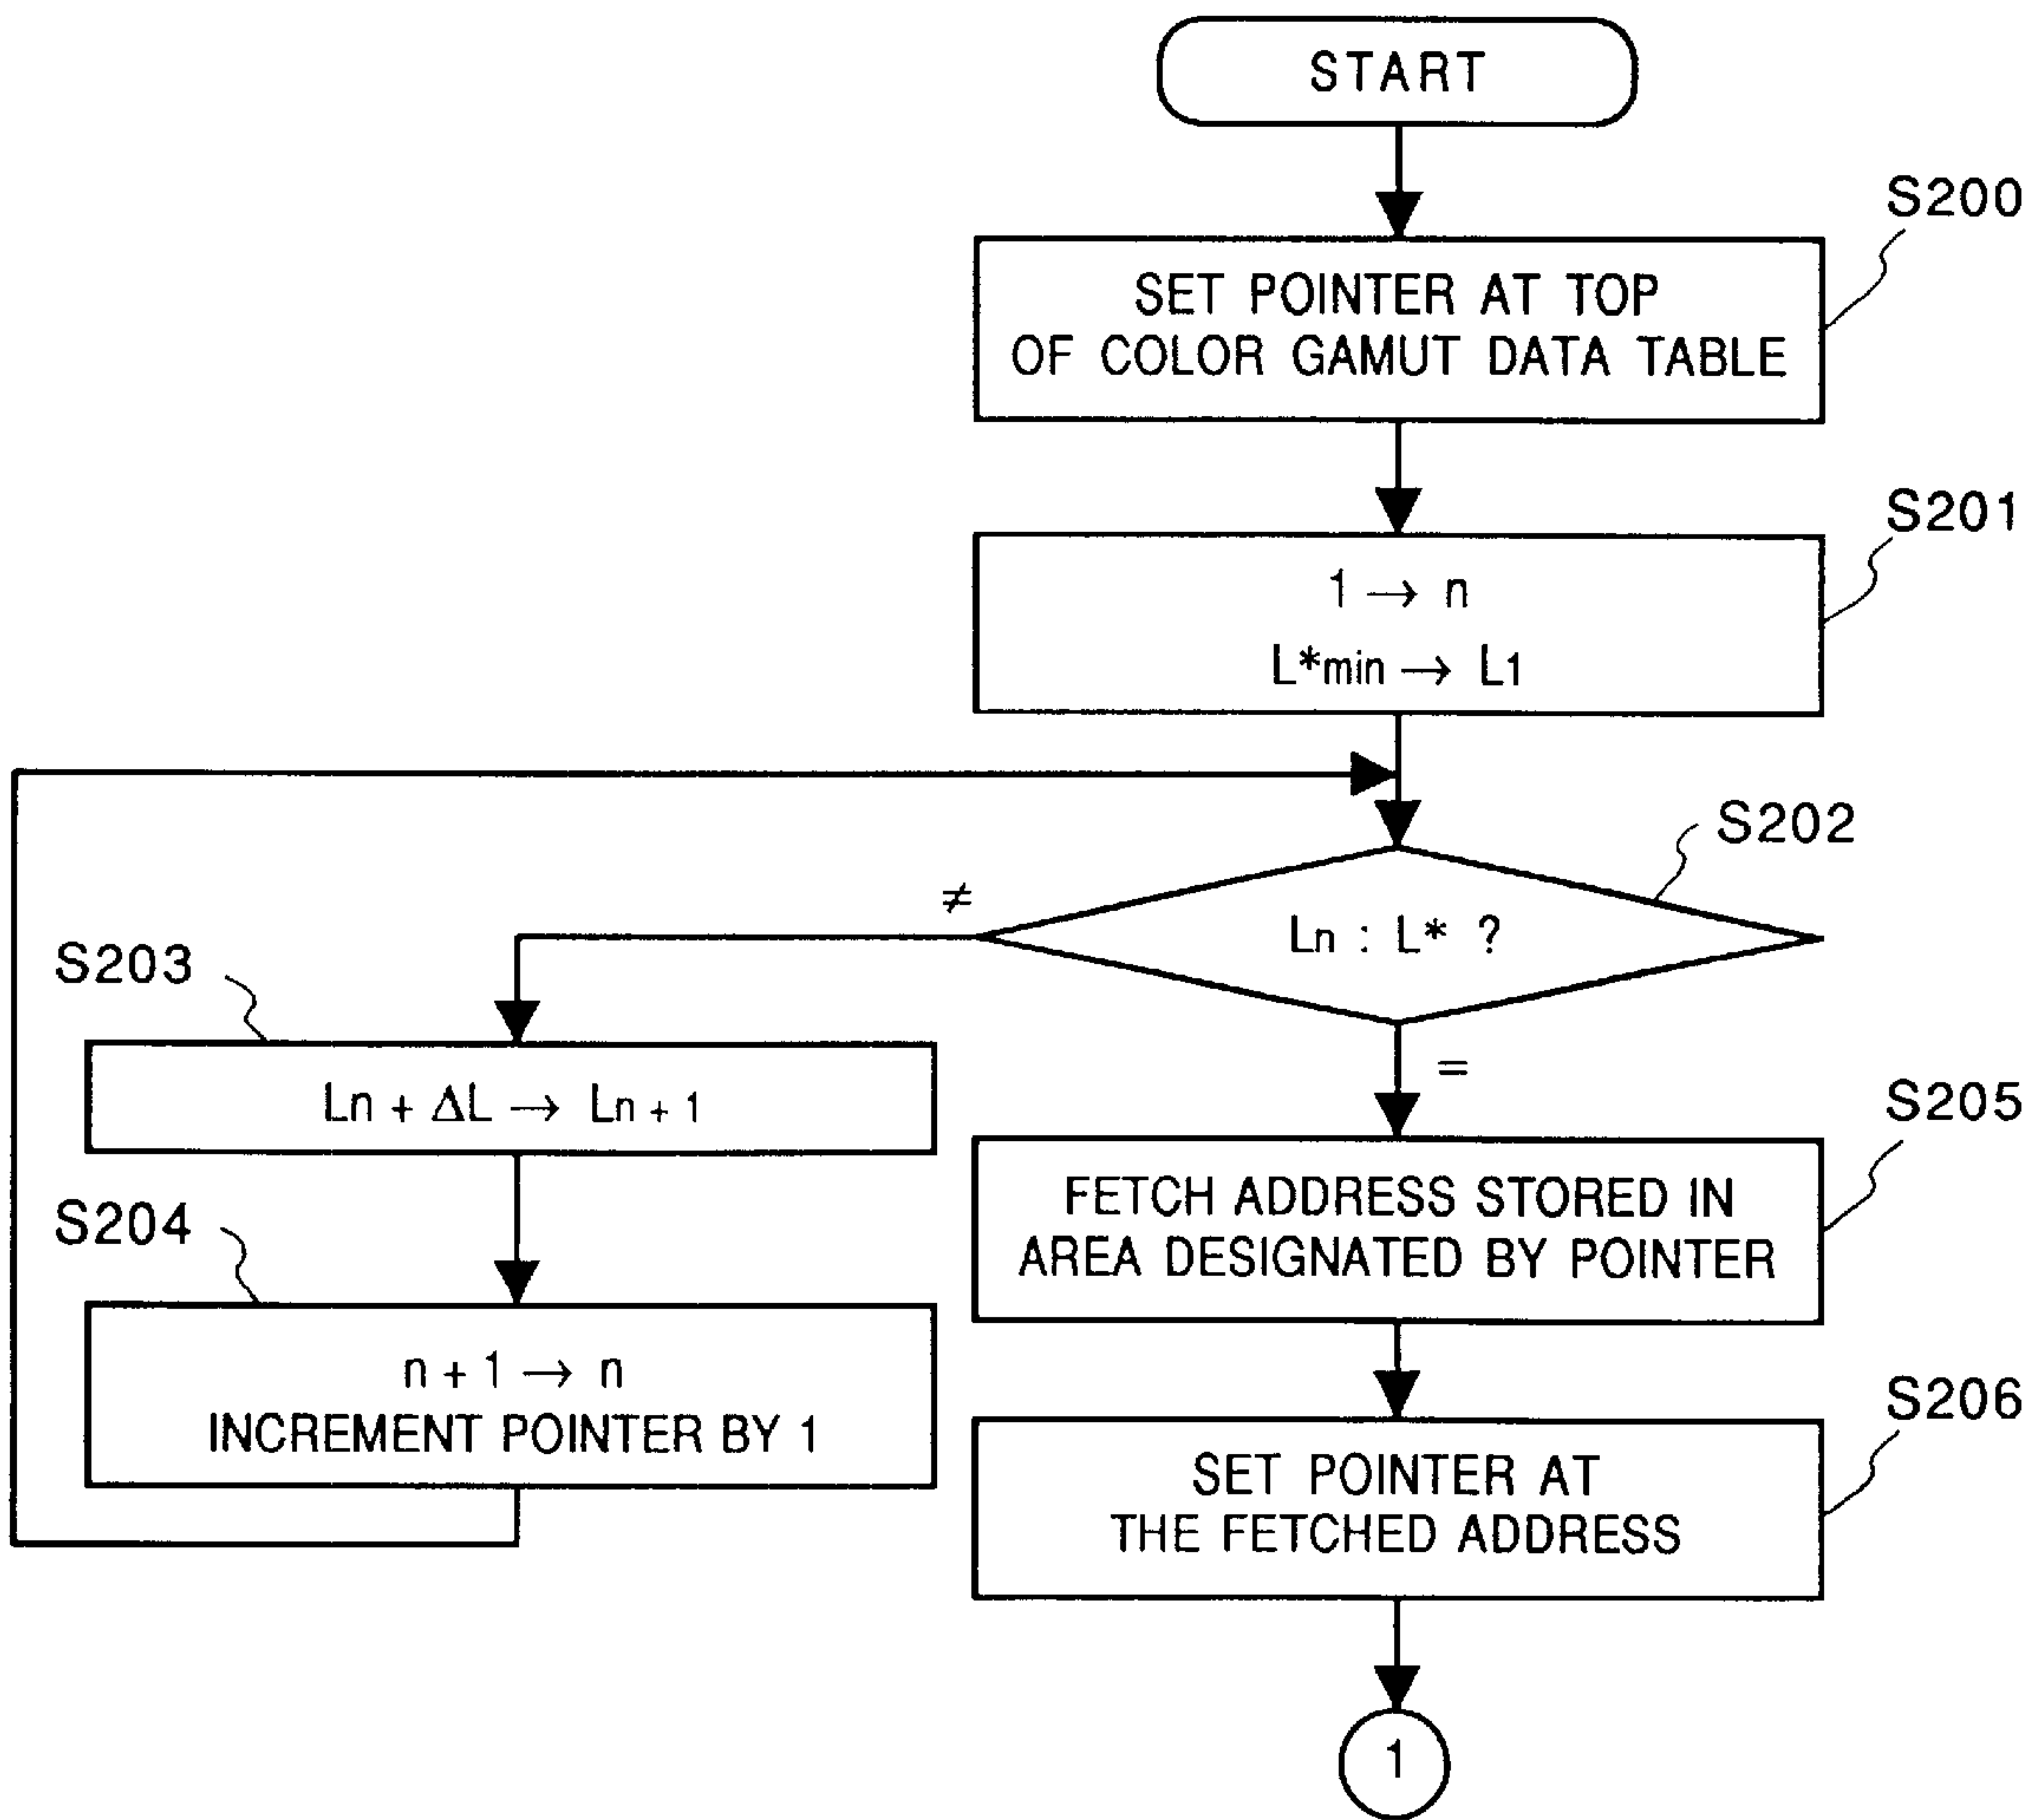 START
S200
SET POINTER AT TOP
OF COLOR GAMUT DATA TABLE
S201
1 → n
L*min → L1
S202
≠
Ln : L* ?
S203
=
Ln + ΔL → Ln + 1
S205
FETCH ADDRESS STORED IN
AREA DESIGNATED BY POINTER
S204
n + 1 → n
INCREMENT POINTER BY 1
S206
SET POINTER AT
THE FETCHED ADDRESS
1